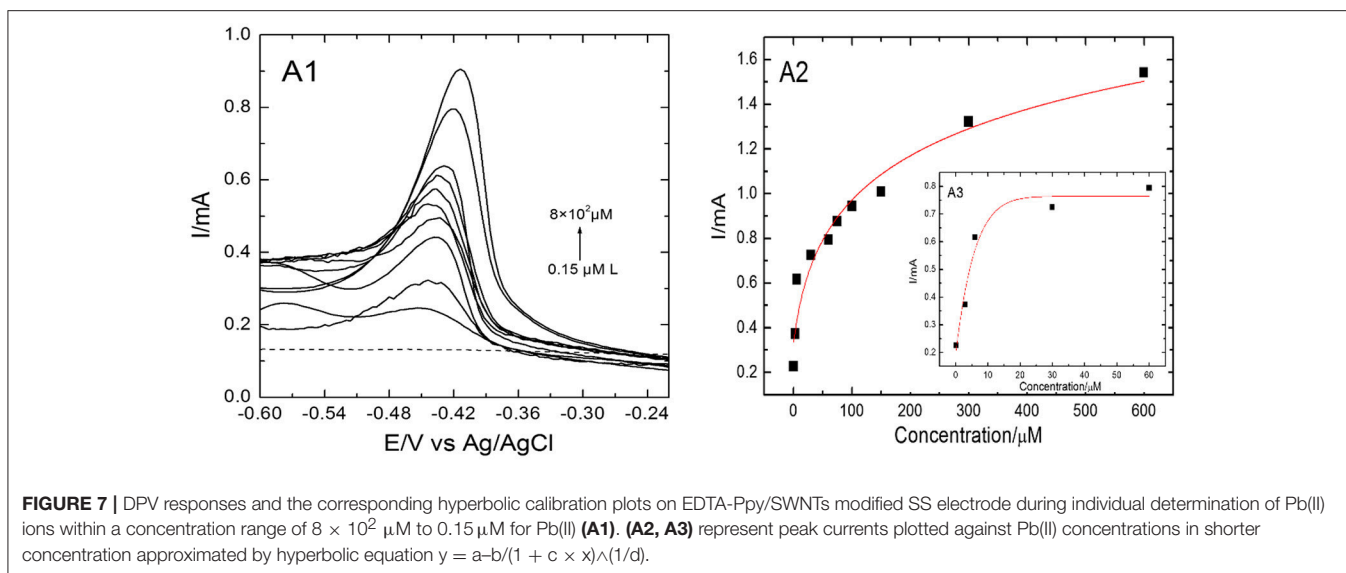 A1
I/mA
1.0
0.8
0.6
0.4
0.2
0.0
8×10²µM
0.15 µM L
-0.60 -0.54 -0.48 -0.42 -0.36 -0.30 -0.24
E/V vs Ag/AgCl
A2
I/mA
1.6
1.4
1.2
1.0
0.8
0.6
0.4
0.2
0 100 200 300 400 500 600
Concentration/µM
A3
I/mA
0.8
0.7
0.6
0.5
0.4
0.3
0.2
0 10 20 30 40 50 60
Concentration/µM
FIGURE 7 | DPV responses and the corresponding hyperbolic calibration plots on EDTA-Ppy/SWNTs modified SS electrode during individual determination of Pb(II)
ions within a concentration range of 8 × 10² µM to 0.15 µM for Pb(II) (A1). (A2, A3) represent peak currents plotted against Pb(II) concentrations in shorter
concentration approximated by hyperbolic equation y = a–b/(1 + c × x)∧(1/d).